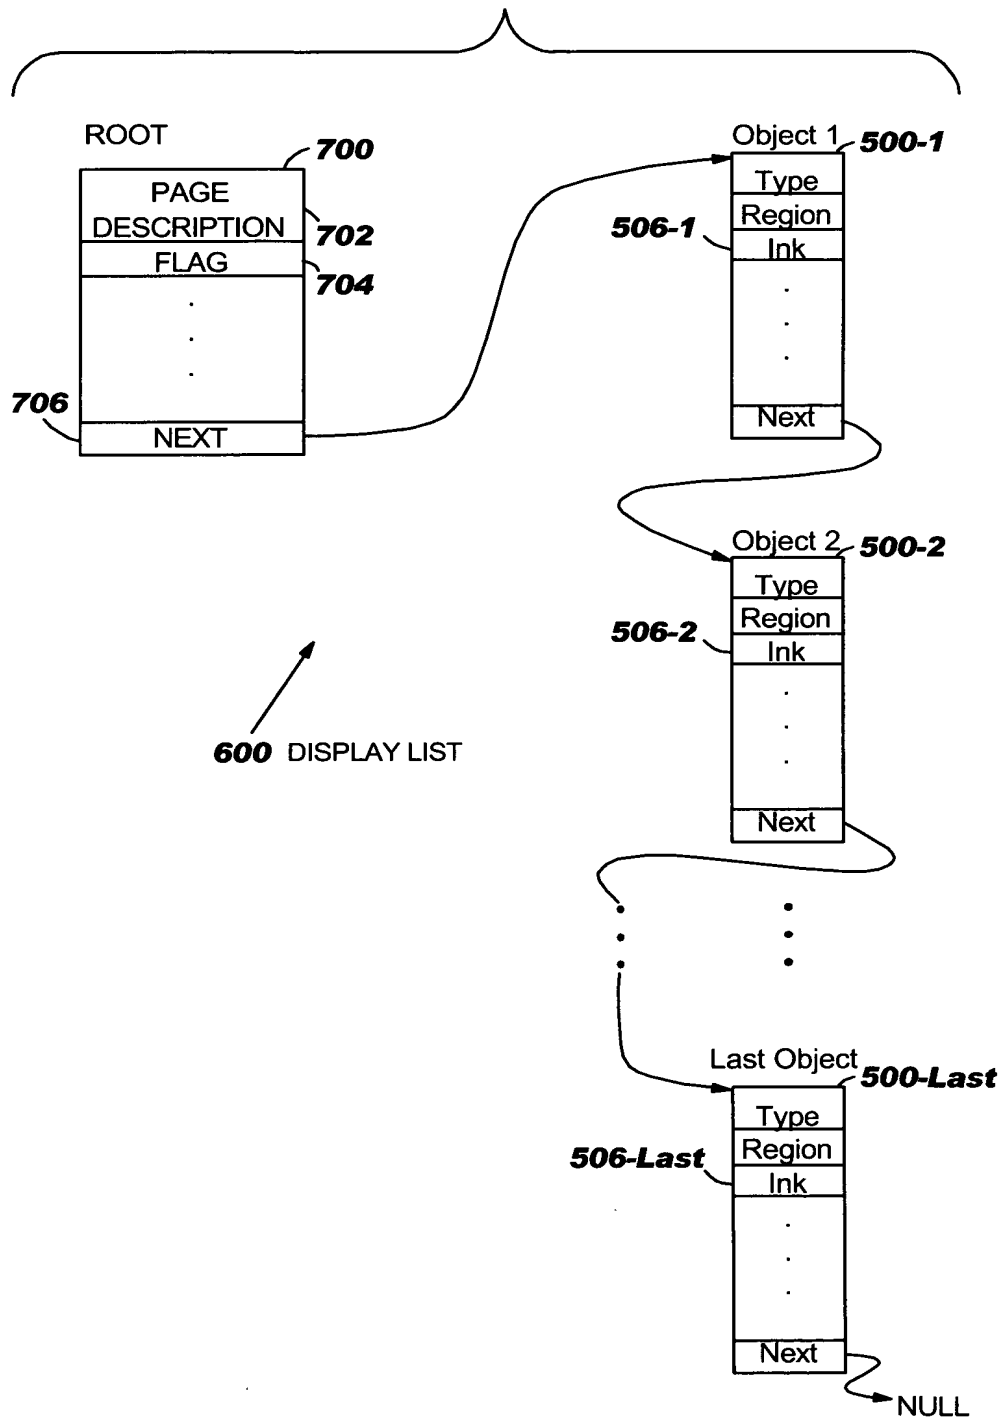 ROOT
700
PAGE
DESCRIPTION
702
FLAG
704
706
NEXT
Object 1
500-1
Type
Region
506-1
Ink
Next
Object 2
500-2
Type
Region
506-2
Ink
Next
600 DISPLAY LIST
Last Object
500-Last
Type
Region
506-Last
Ink
Next
NULL